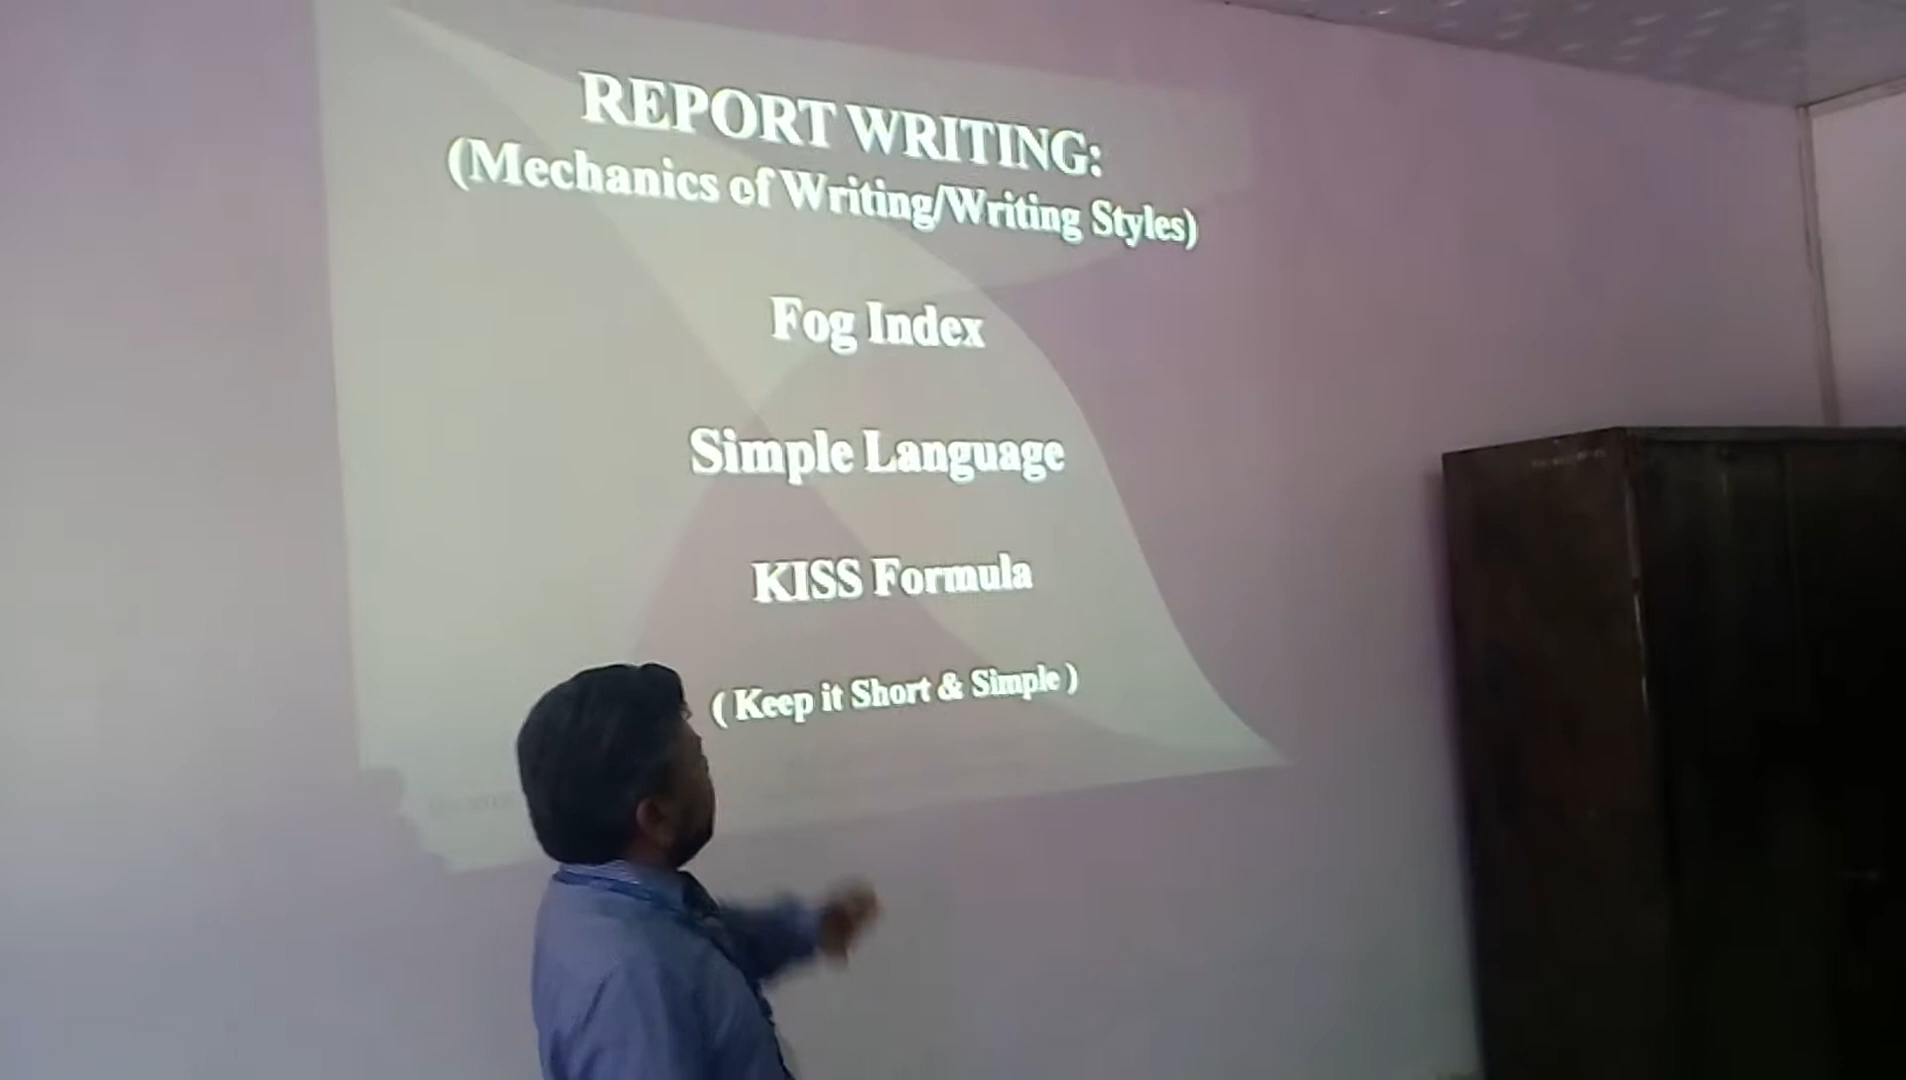 REPORT WRITING:
(Mechanics of Writing/Writing Styles)
Fog Index
Simple Language
KISS Formula
( Keep it Short & Simple )